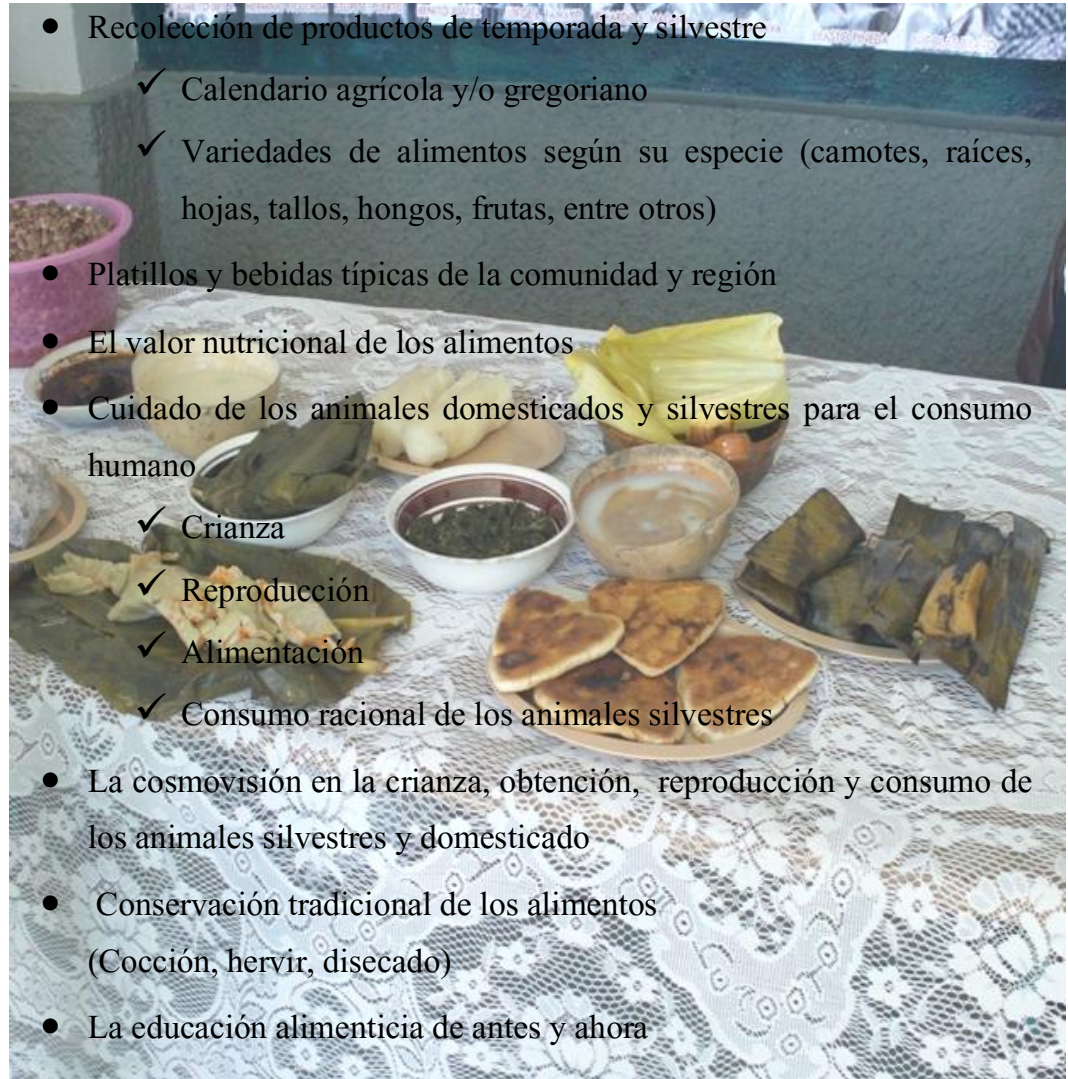 • Recolección de productos de temporada y silvestre
✓ Calendario agrícola y/o gregoriano
✓ Variedades de alimentos según su especie (camotes, raíces,
hojas, tallos, hongos, frutas, entre otros)
• Platillos y bebidas típicas de la comunidad y región
• El valor nutricional de los alimentos
• Cuidado de los animales domesticados y silvestres para el consumo
humano
✓ Crianza
✓ Reproducción
✓ Alimentación
✓ Consumo racional de los animales silvestres
• La cosmovisión en la crianza, obtención, reproducción y consumo de
los animales silvestres y domesticado
• Conservación tradicional de los alimentos
(Cocción, hervir, disecado)
• La educación alimenticia de antes y ahora